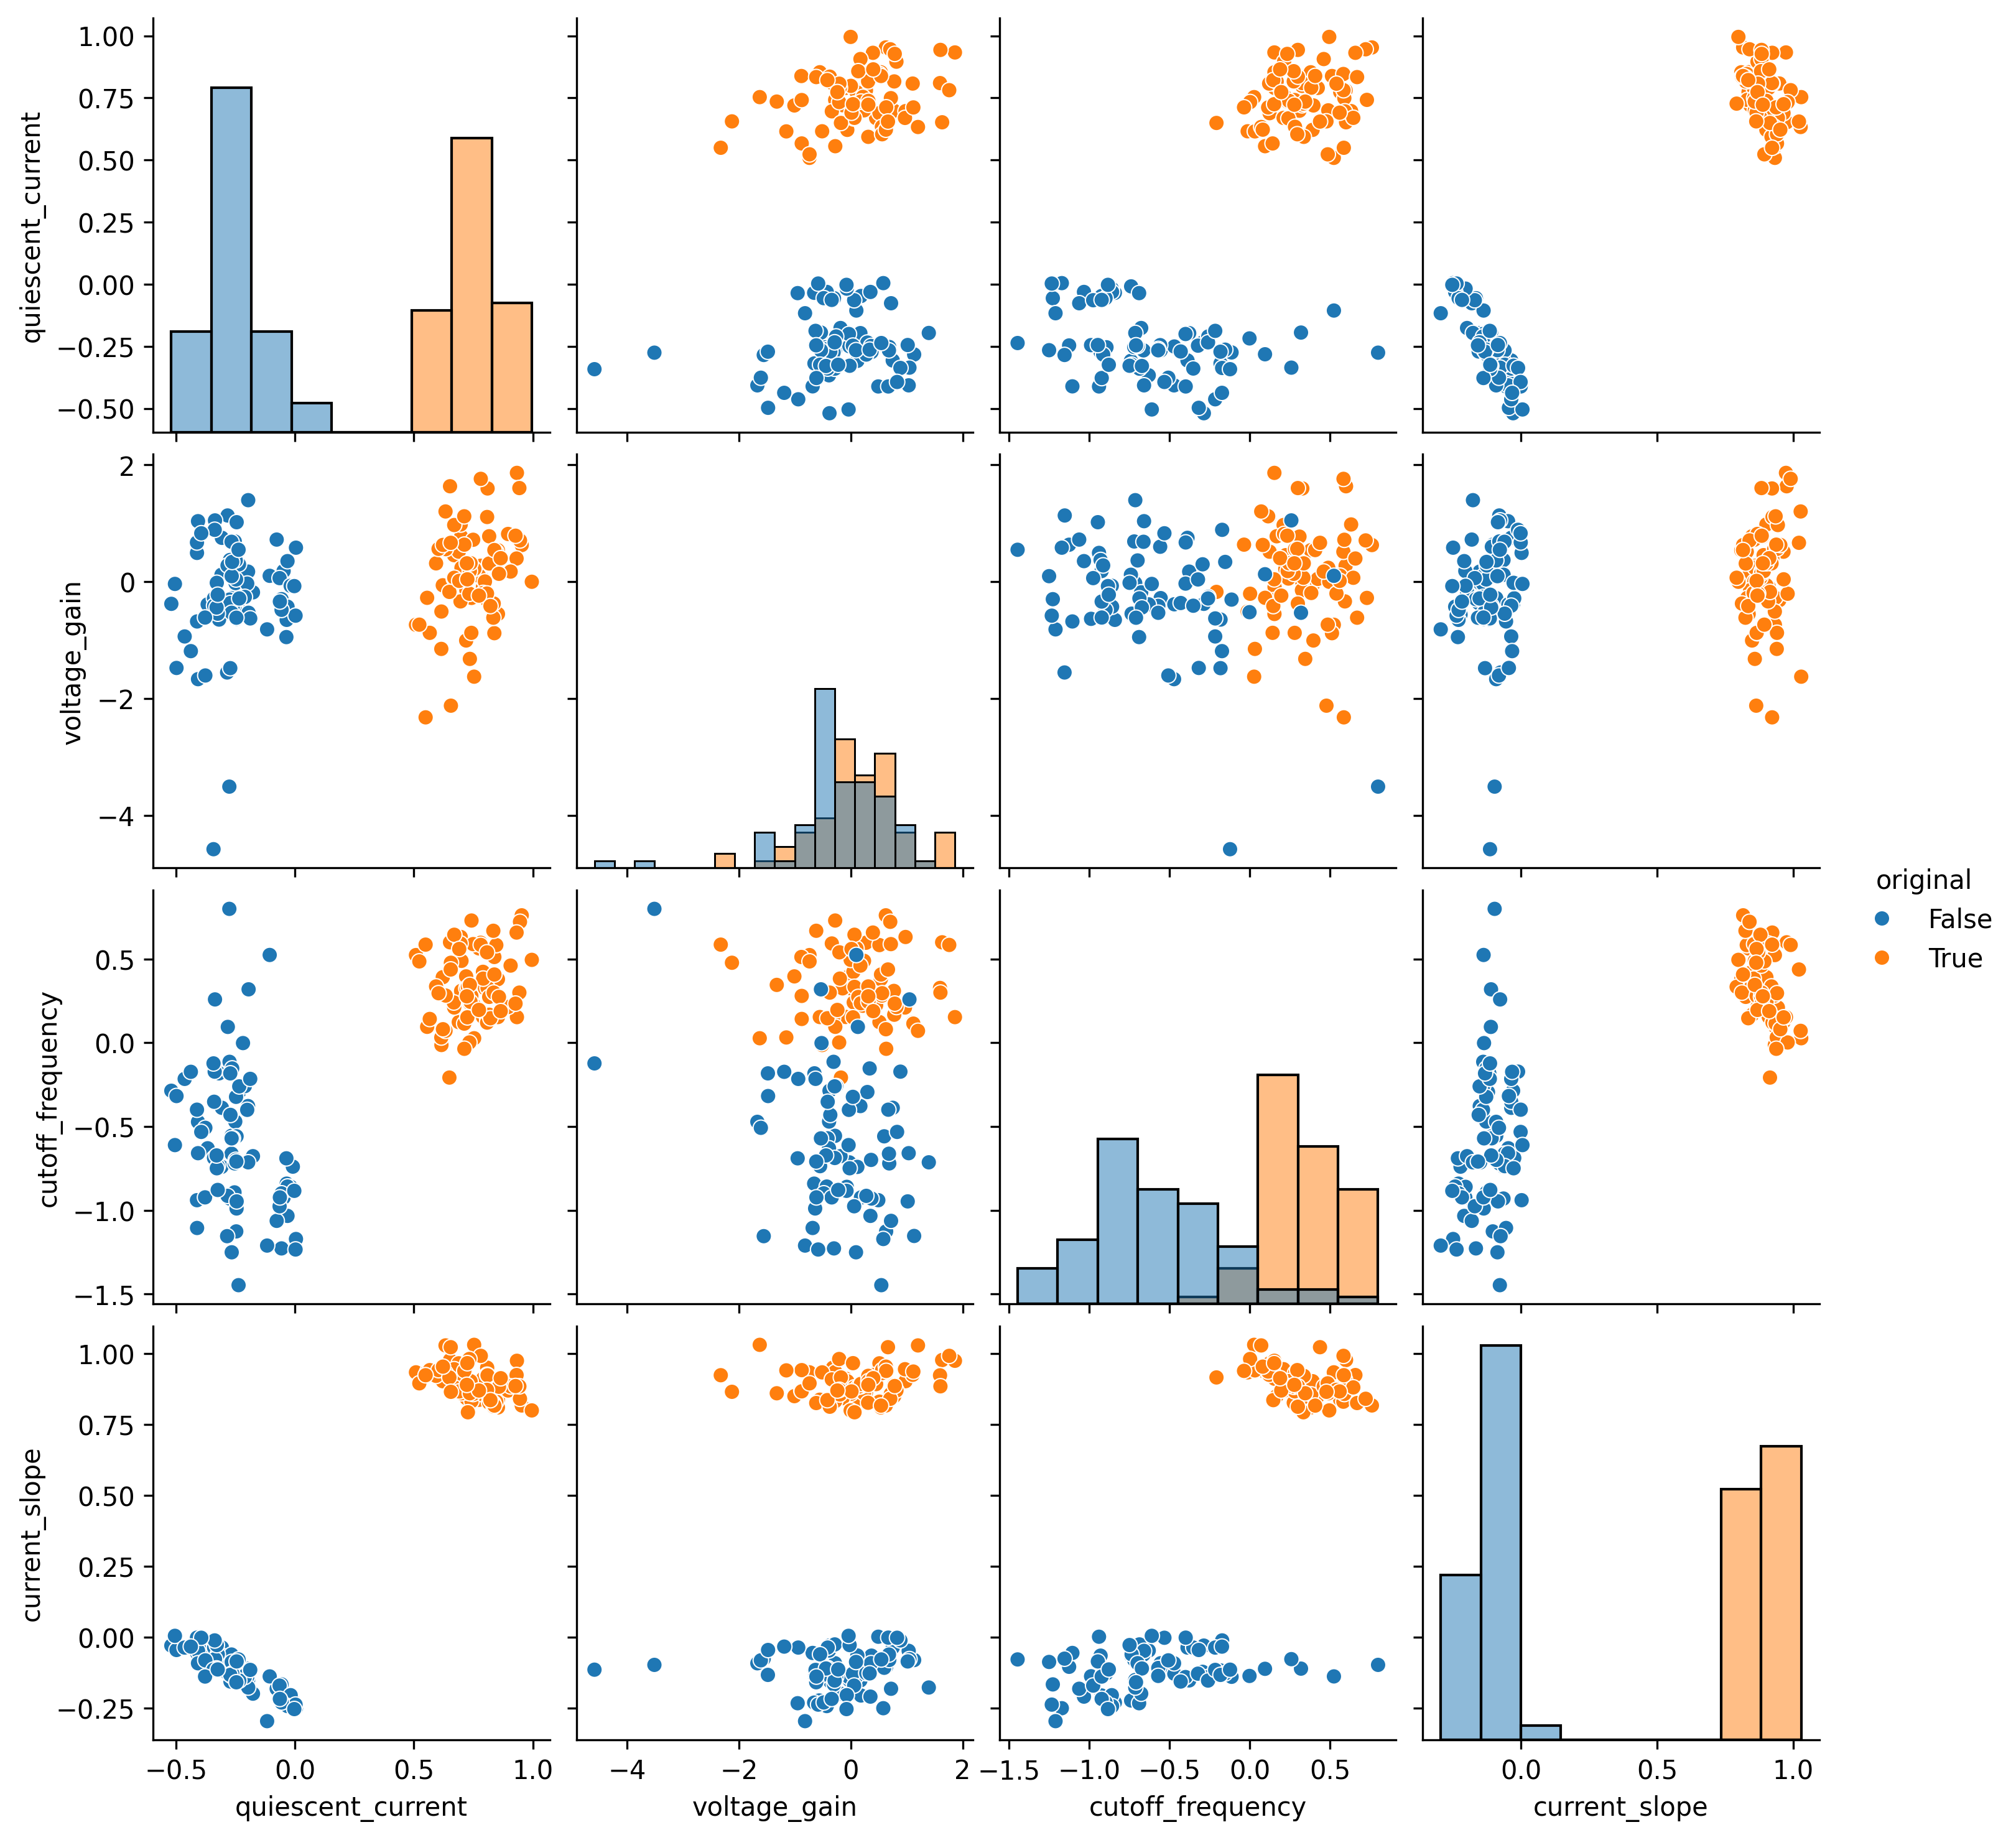 1.00
0.75
0.50
0.25
0.00
−0.25
−0.50
quiescent_current
2
0
−2
−4
voltage_gain
0.5
0.0
−0.5
−1.0
−1.5
cutoff_frequency
1.00
0.75
0.50
0.25
0.00
−0.25
current_slope
−0.5 0.0 0.5 1.0
quiescent_current
−4 −2 0 2
voltage_gain
−1.5 −1.0 −0.5 0.0 0.5
cutoff_frequency
0.0 0.5 1.0
current_slope
original
False
True